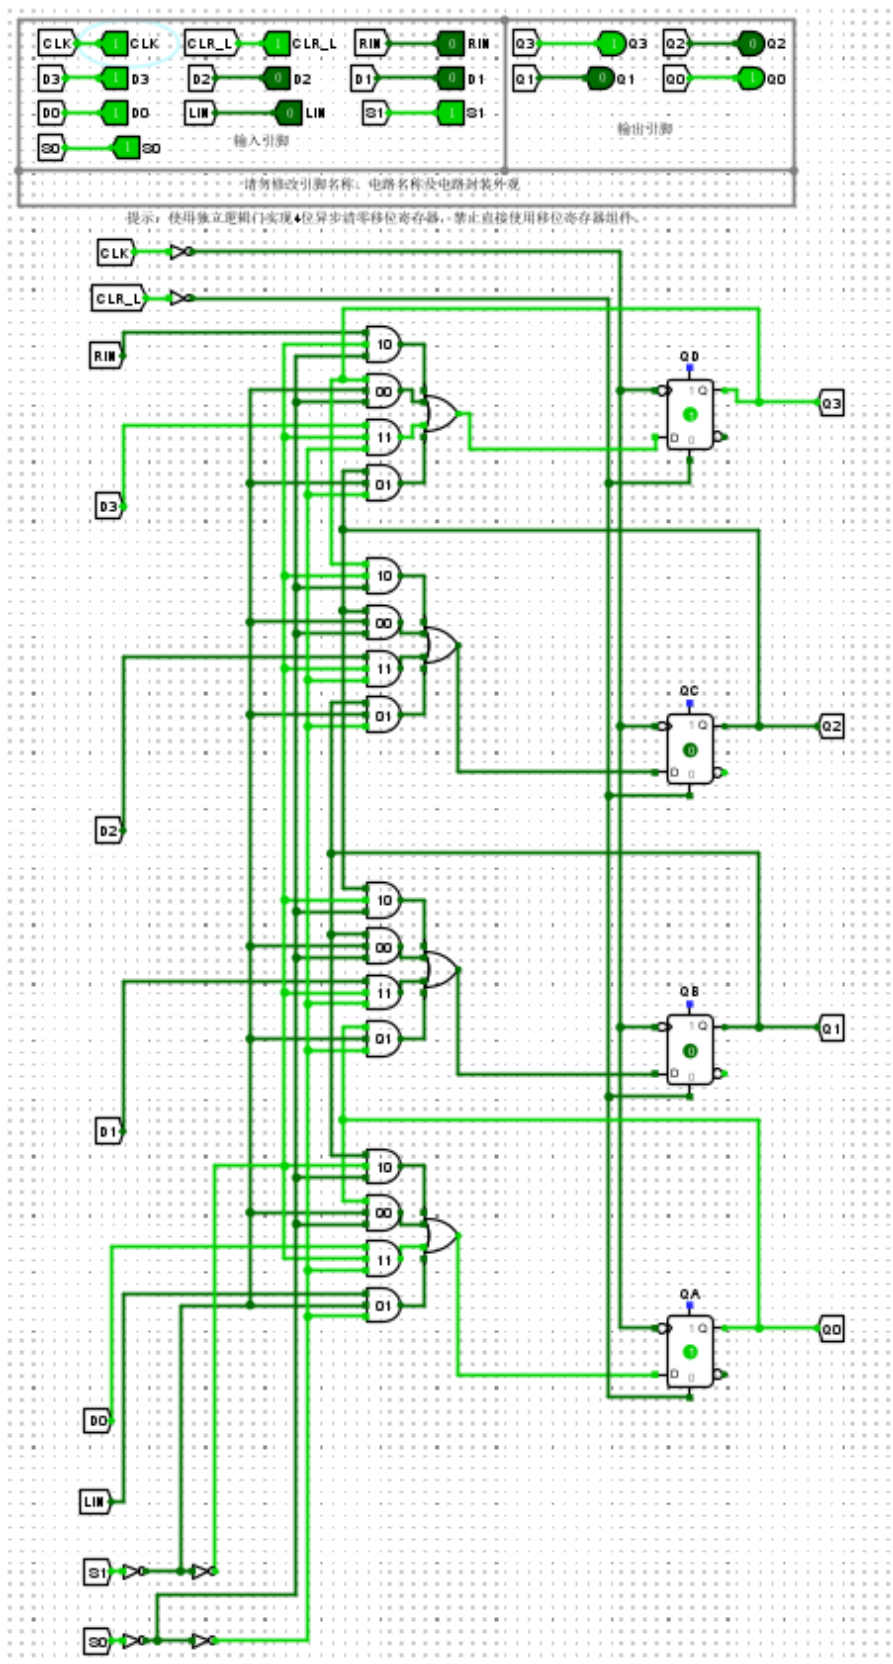 CLK 1 CLK CLR_L 1 CLR_L RIN 0 RIN Q3 1 Q3 Q2 0 Q2
D3 1 D3 D2 0 D2 D1 0 D1 Q1 0 Q1 Q0 1 Q0
D0 1 D0 LIN 0 LIN S1 1 S1
S0 1 S0 输入引脚 输出引脚
请勿修改引脚名称、电路名称及电路封装外观
提示:使用独立逻辑门实现4位异步清零移位寄存器,禁止直接使用移位寄存器组件。
CLK
CLR_L
RIN
10
QD
00
1 Q
1
Q3
11
D 0
01
D3
10
00
11
QC
01
1 Q
Q2
0
D
D2
10
00
11
QB
01
1 Q
Q1
0
D
D1
10
00
11
QA
01
1 Q
Q0
1
D
D0
LIN
S1
S0